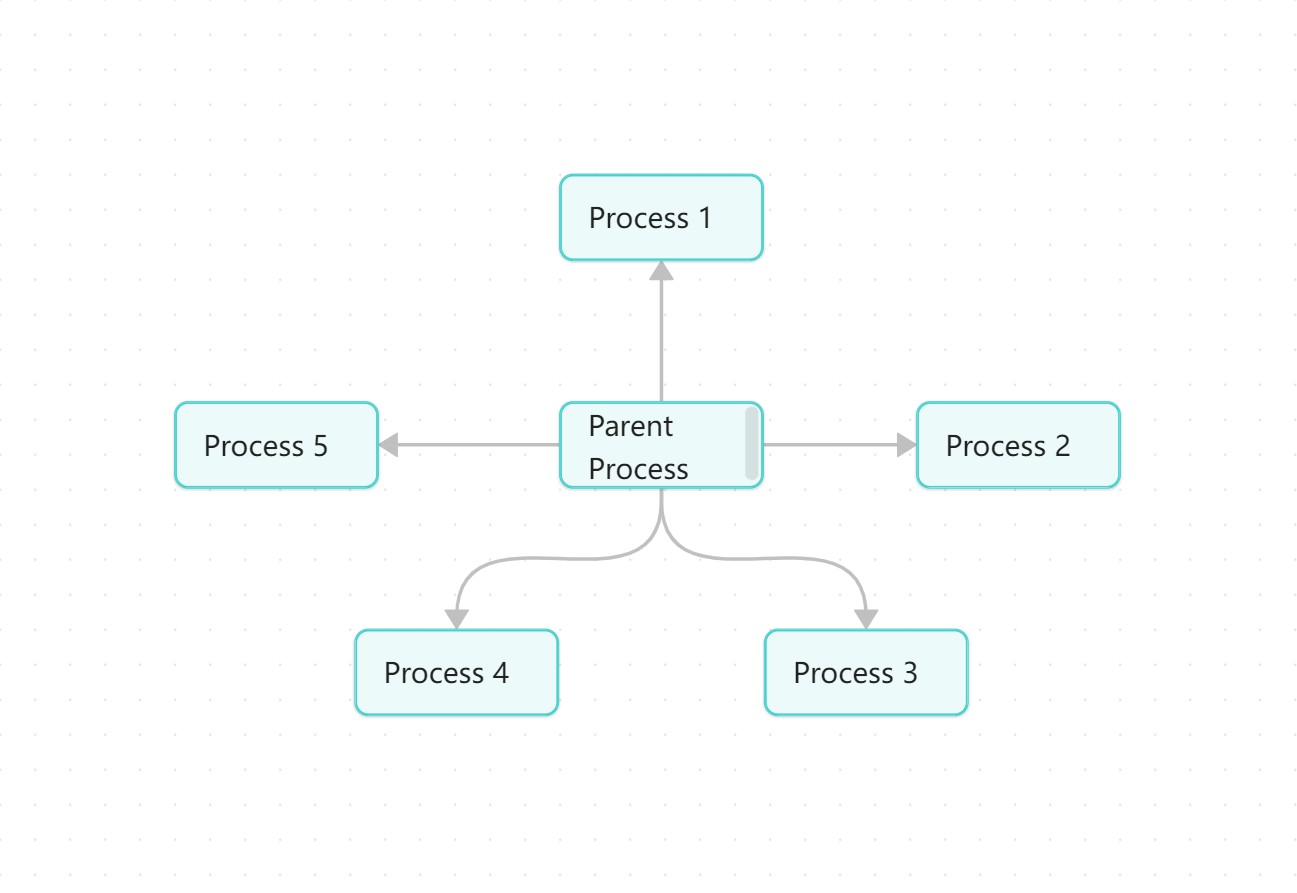 Process 1
Process 5
Parent
Process
Process 2
Process 4
Process 3